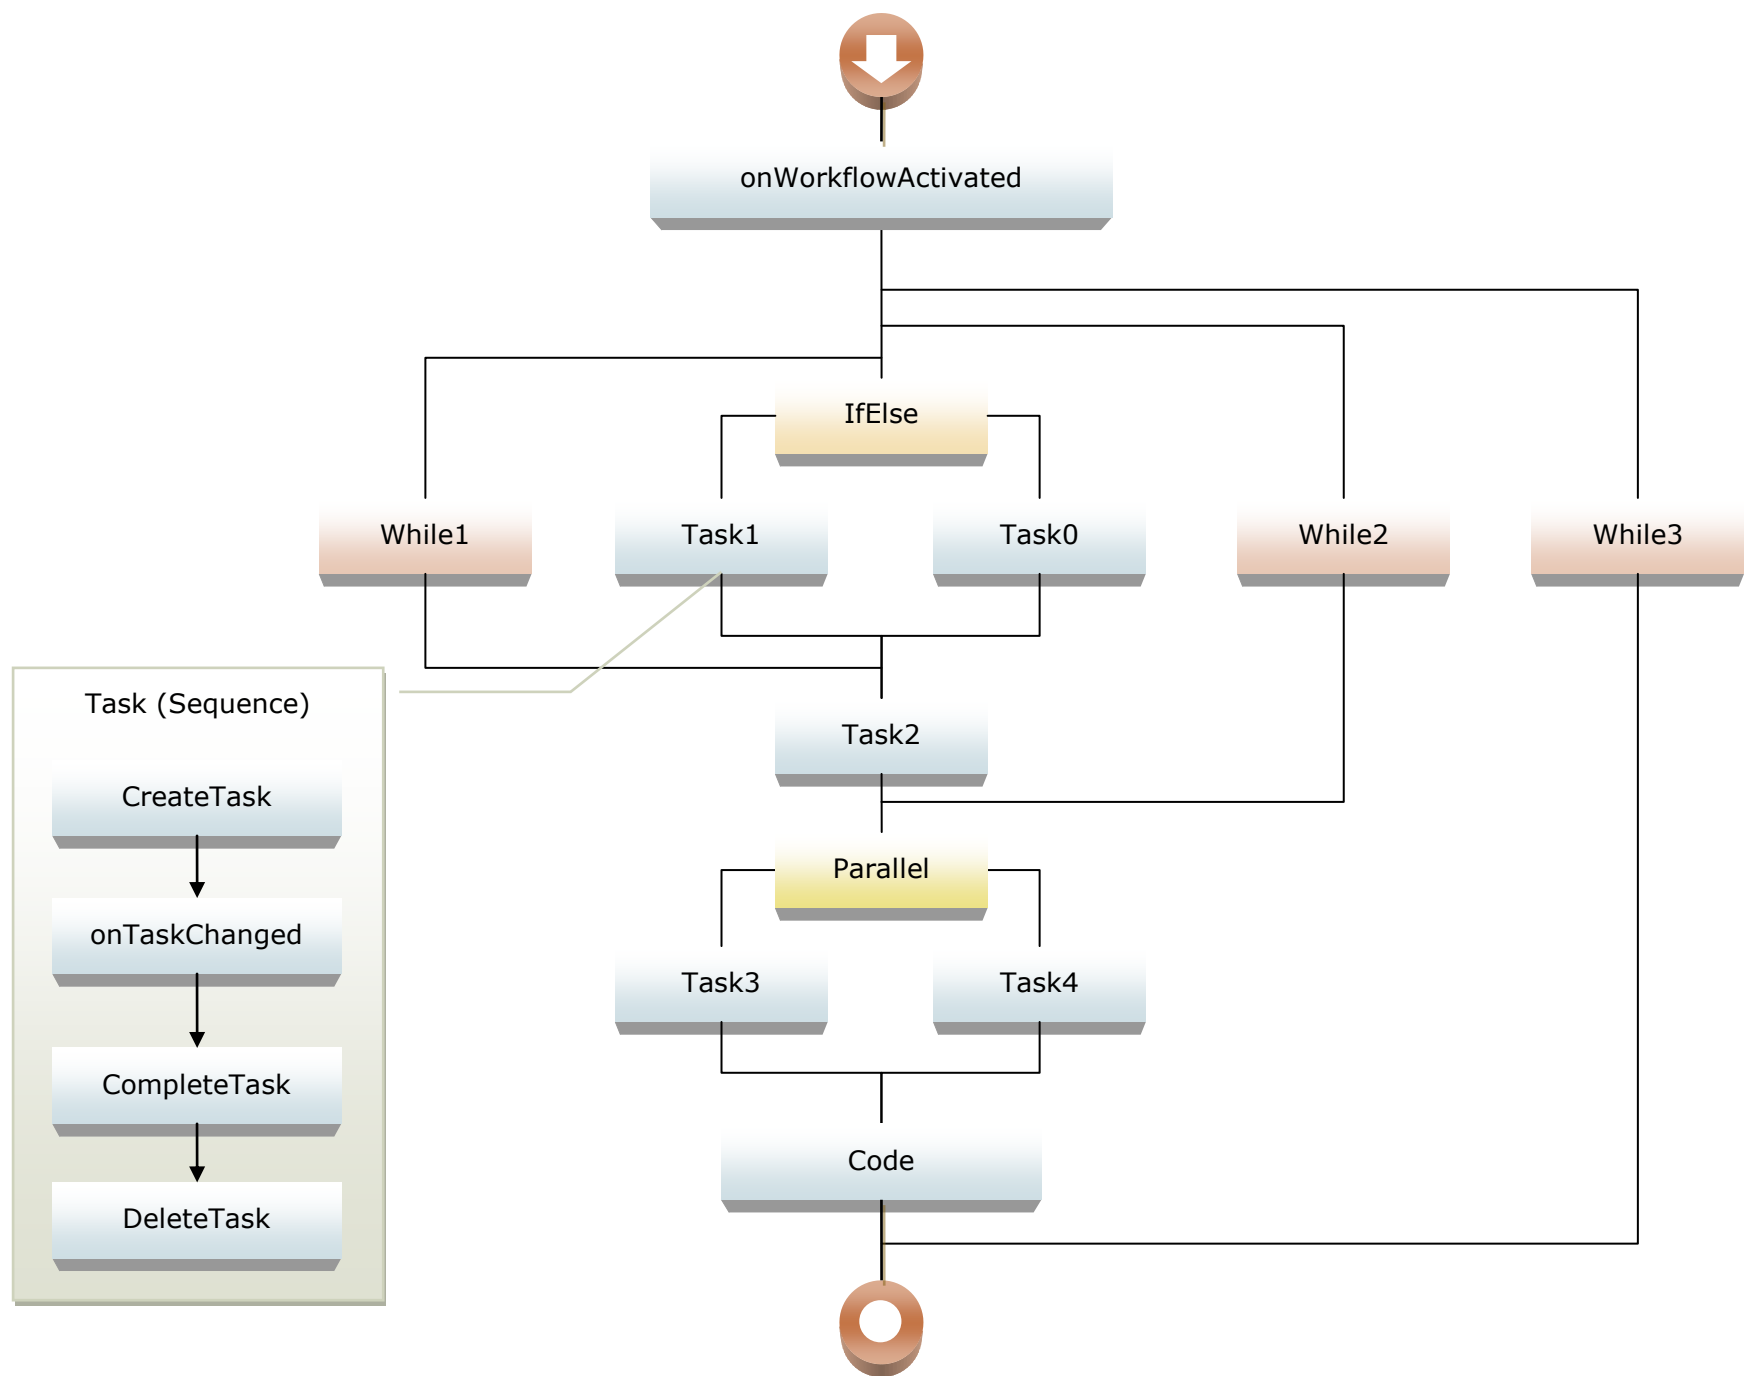 onWorkflowActivated
IfElse
While1
Task1
Task0
While2
While3
Task (Sequence)
Task2
CreateTask
Parallel
onTaskChanged
Task3
Task4
CompleteTask
Code
DeleteTask